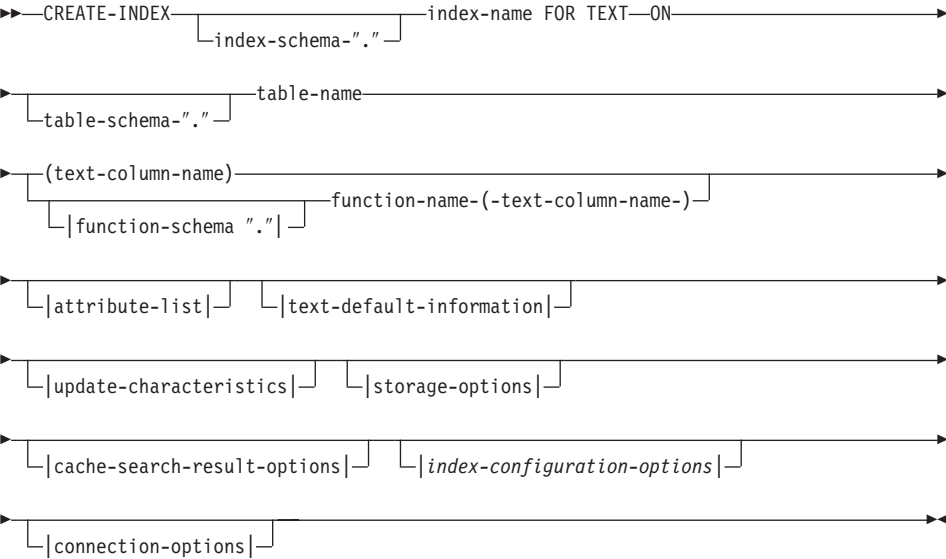 CREATE-INDEX index-name FOR TEXT ON
index-schema-"."
table-name
table-schema-"."
(text-column-name)
function-name-(-text-column-name-)
|function-schema "."|
|attribute-list| |text-default-information|
|update-characteristics| |storage-options|
|cache-search-result-options| |index-configuration-options|
|connection-options|